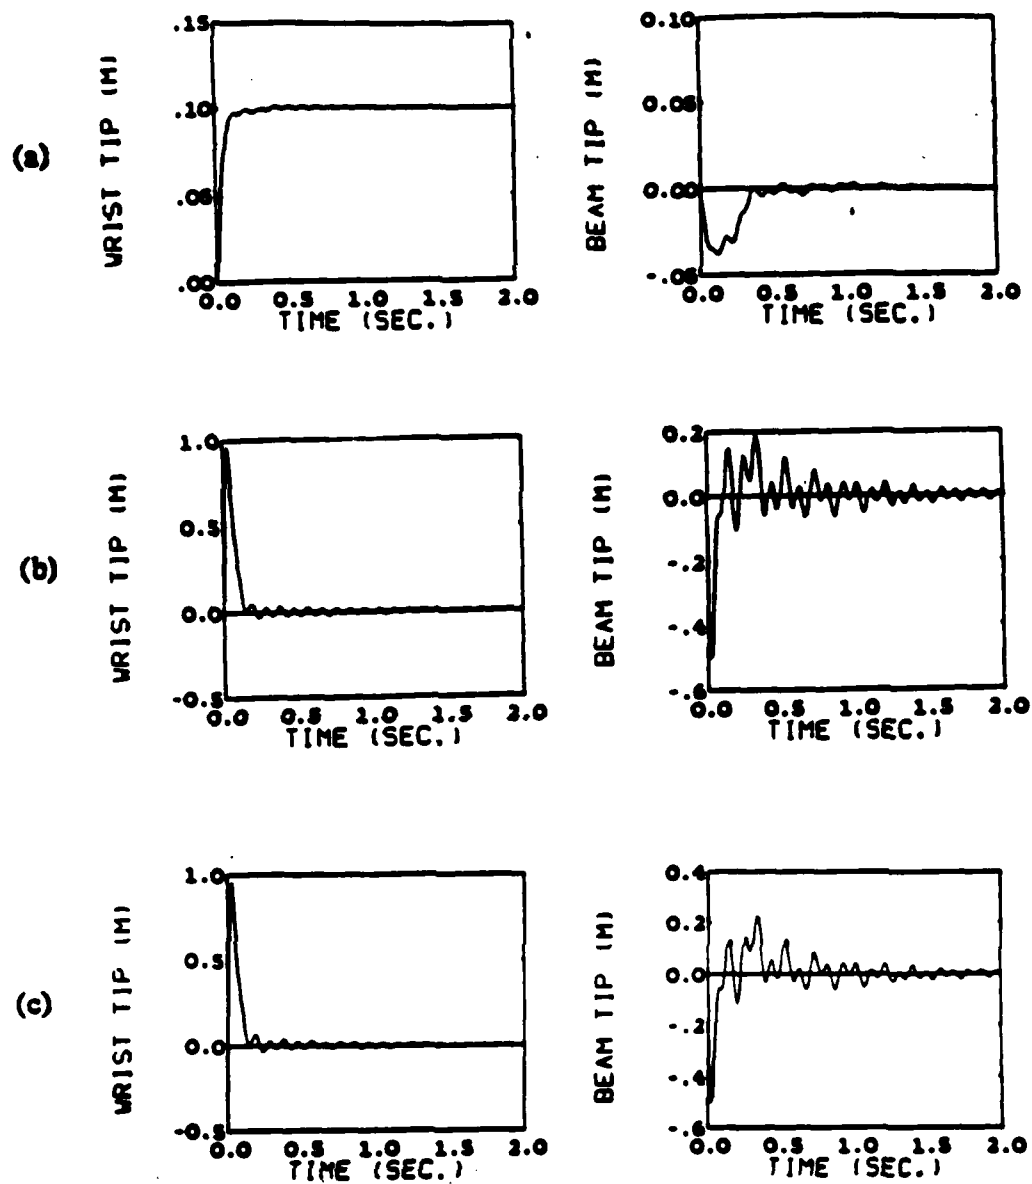 (a)
WRIST TIP (M)
.15
.10
.05
.00
0.0 0.5 1.0 1.5 2.0
TIME (SEC.)
BEAM TIP (M)
0.10
0.05
0.00
-.05
0.0 0.5 1.0 1.5 2.0
TIME (SEC.)
(b)
WRIST TIP (M)
1.0
0.5
0.0
-0.5
0.0 0.5 1.0 1.5 2.0
TIME (SEC.)
BEAM TIP (M)
0.2
0.0
-.2
-.4
-.6
0.0 0.5 1.0 1.5 2.0
TIME (SEC.)
(c)
WRIST TIP (M)
1.0
0.5
0.0
-0.5
0.0 0.5 1.0 1.5 2.0
TIME (SEC.)
BEAM TIP (M)
0.4
0.2
0.0
-.2
-.4
-.6
0.0 0.5 1.0 1.5 2.0
TIME (SEC.)